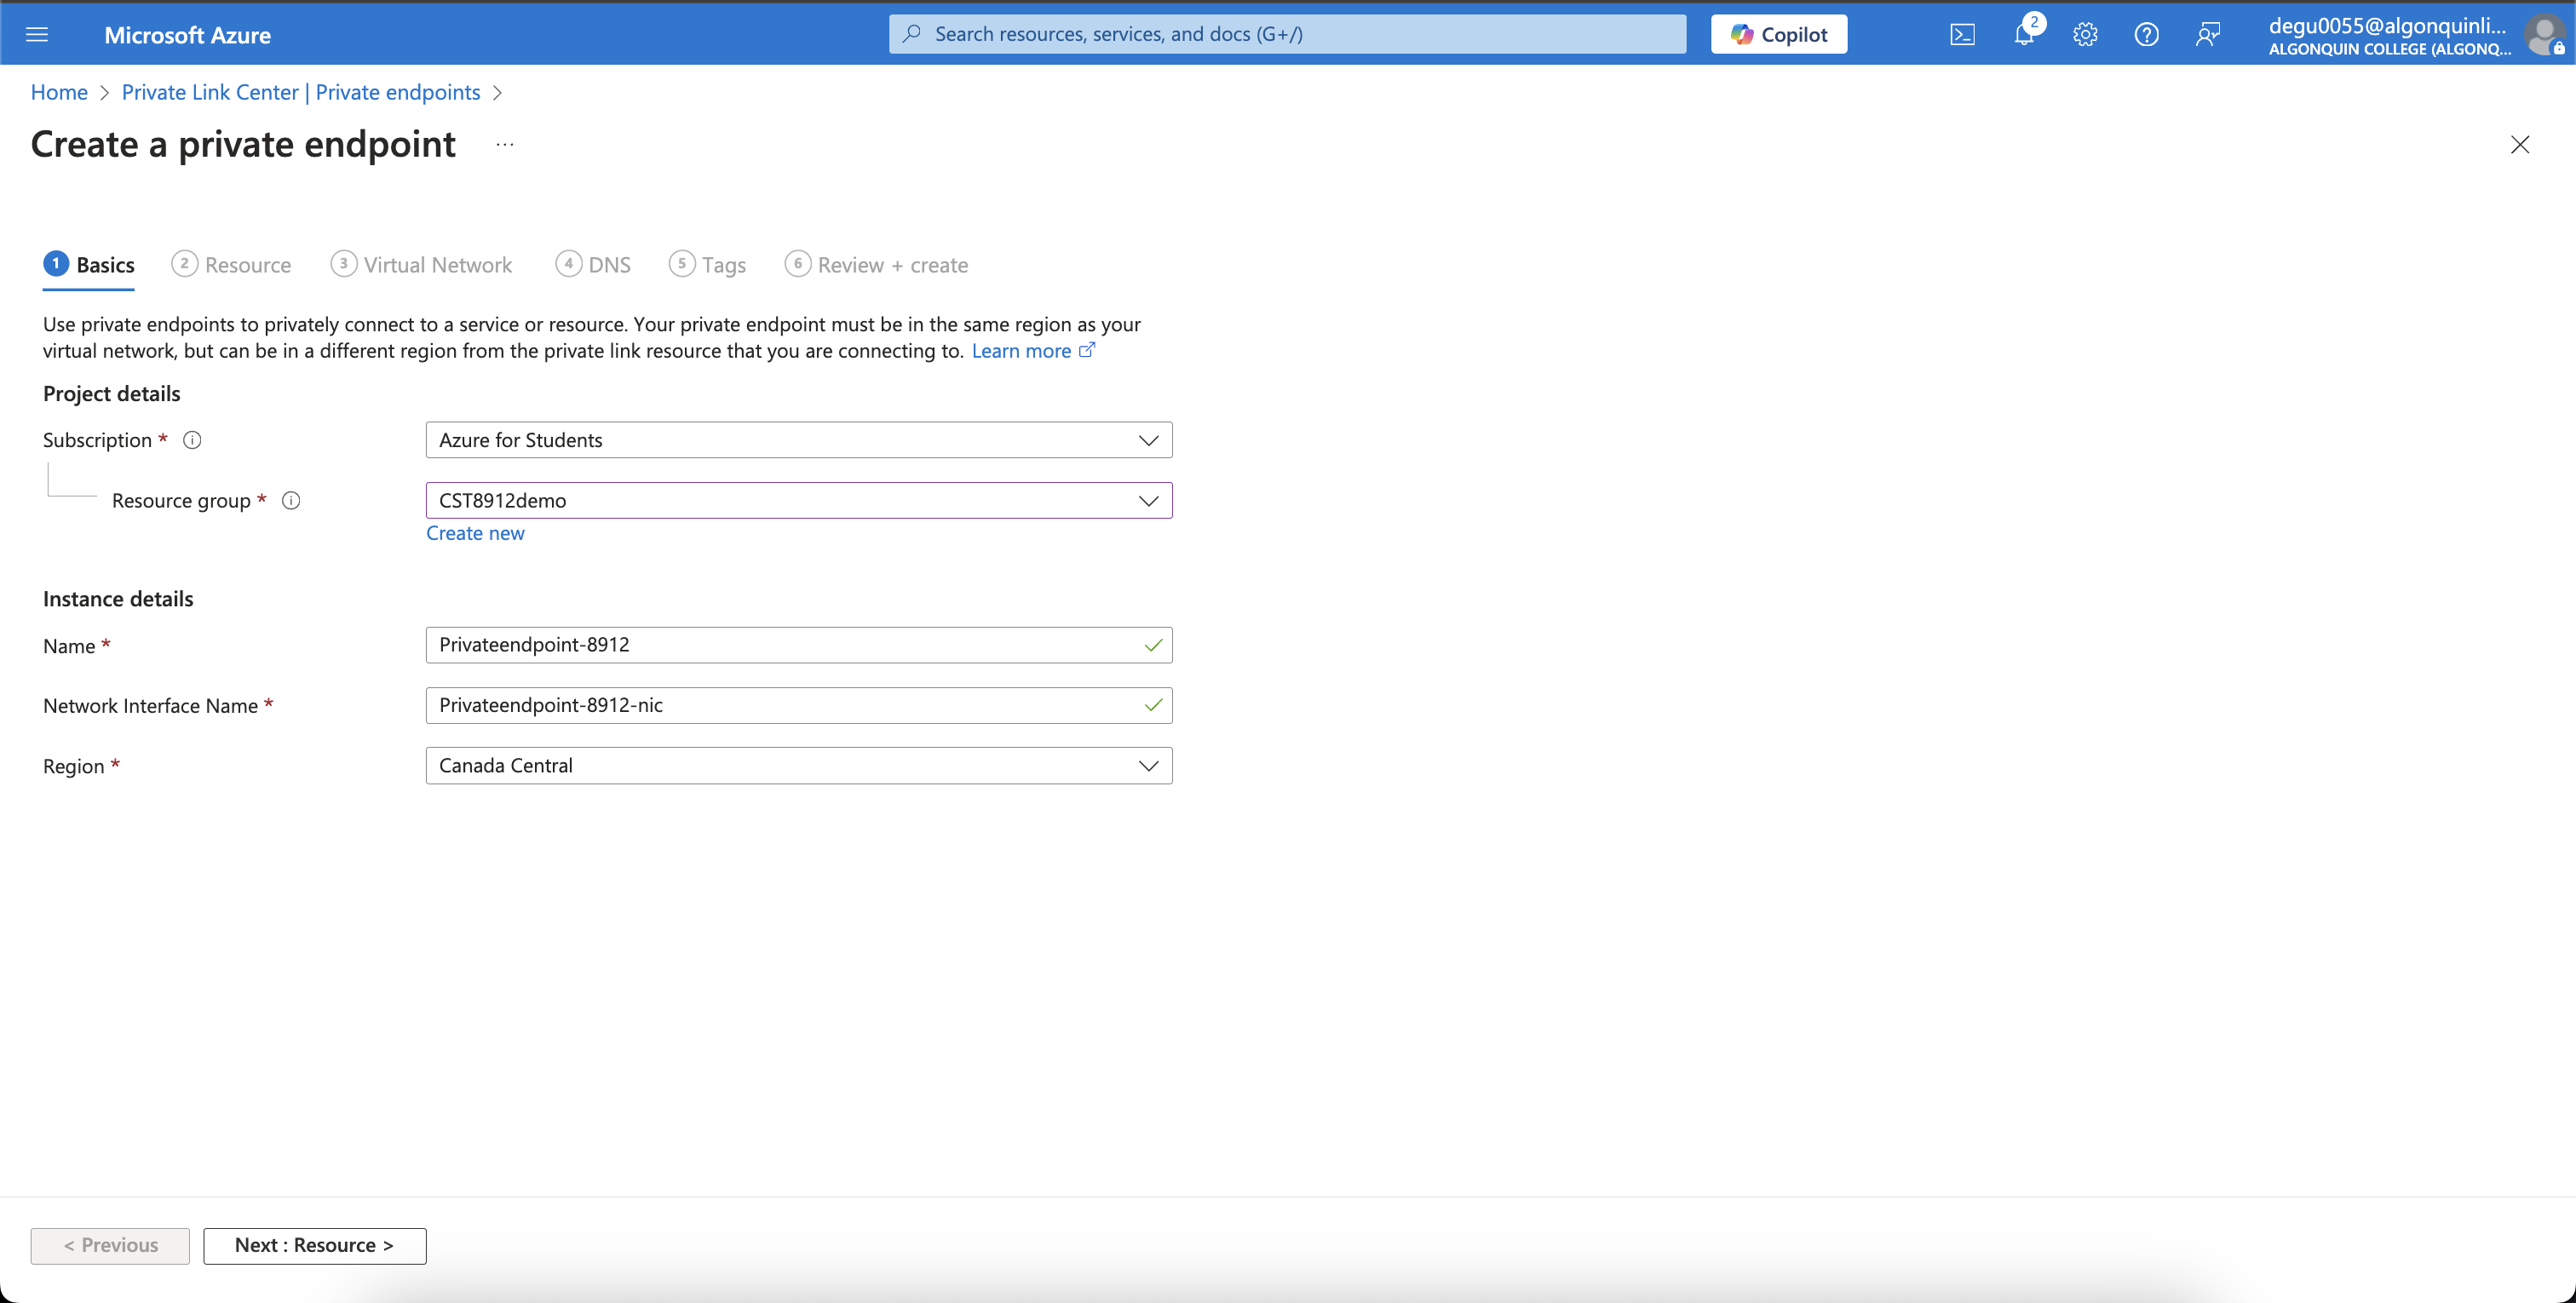 Microsoft Azure
Search resources, services, and docs (G+/)
Copilot
2
degu0055@algonquinli...
ALGONQUIN COLLEGE (ALGONQ...
Home > Private Link Center | Private endpoints >
Create a private endpoint ...
1 Basics
2 Resource
3 Virtual Network
4 DNS
5 Tags
6 Review + create
Use private endpoints to privately connect to a service or resource. Your private endpoint must be in the same region as your
virtual network, but can be in a different region from the private link resource that you are connecting to. Learn more
Project details
Subscription *
Azure for Students
Resource group *
CST8912demo
Create new
Instance details
Name *
Privateendpoint-8912
Network Interface Name *
Privateendpoint-8912-nic
Region *
Canada Central
< Previous
Next : Resource >